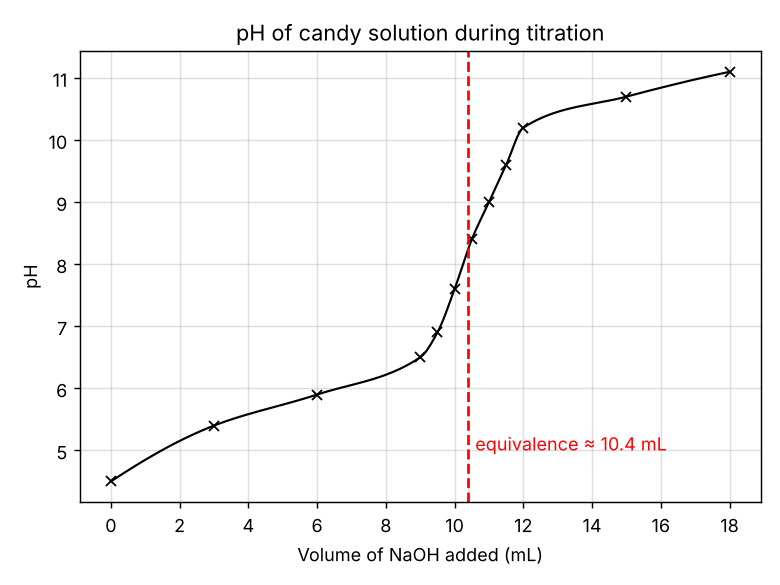 pH of candy solution during titration
11
10
9
8
7
6
5
pH
equivalence ≈ 10.4 mL
0 2 4 6 8 10 12 14 16 18
Volume of NaOH added (mL)